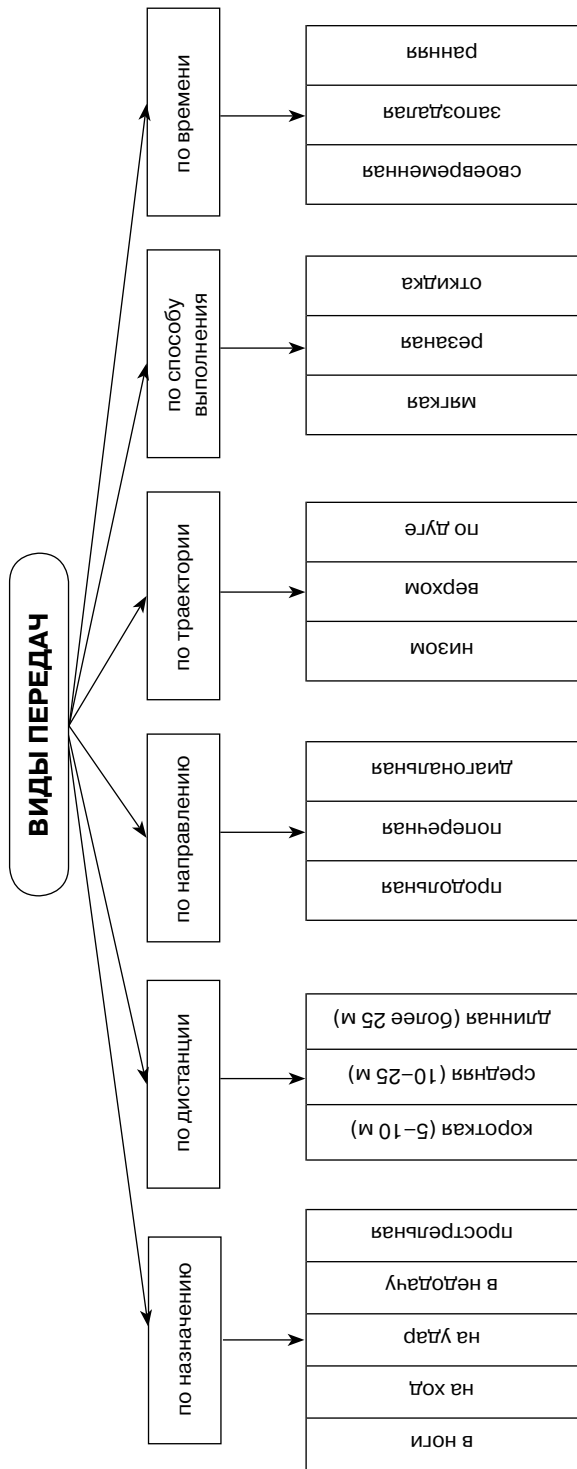 ВИДЫ ПЕРЕДАЧ
по назначению
в ноги
на ход
на удар
в недодачу
прострельная
по дистанции
короткая (5–10 м)
средняя (10–25 м)
длинная (более 25 м)
по направлению
продольная
поперечная
диагональная
по траектории
низом
верхом
по дуге
по способу
выполнения
мягкая
резаная
откидка
по времени
своевременная
запоздалая
ранняя